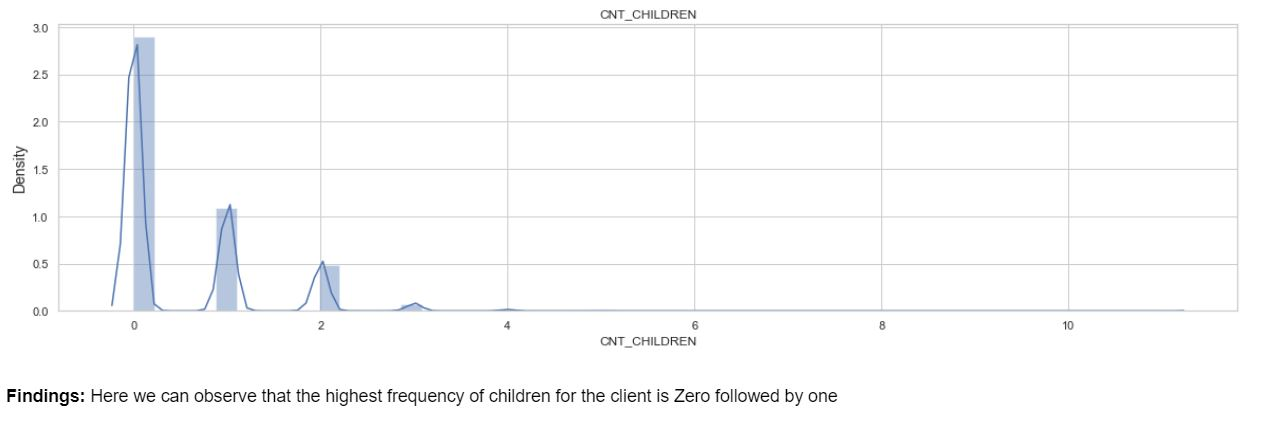 CNT_CHILDREN
3.0
2.5
2.0
1.5
1.0
0.5
0.0
Density
0 2 4 6 8 10
CNT_CHILDREN
Findings: Here we can observe that the highest frequency of children for the client is Zero followed by one